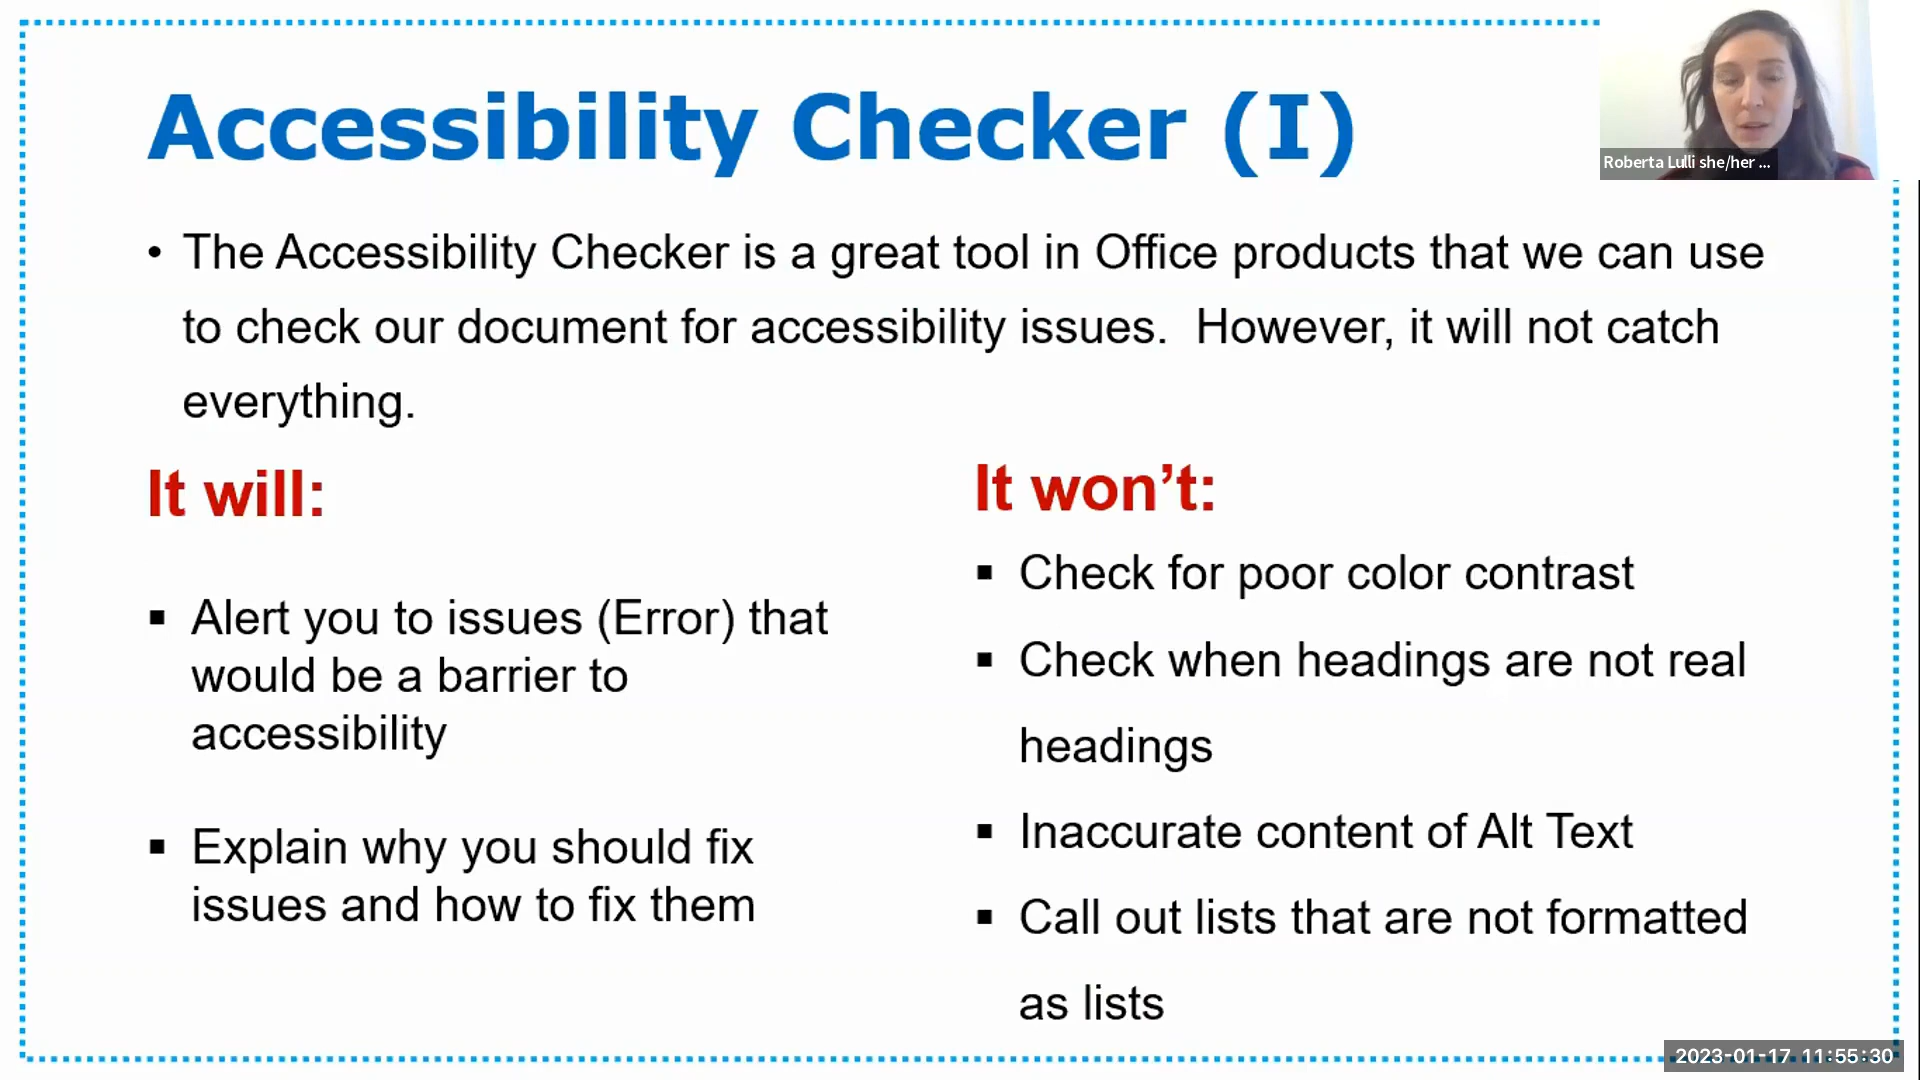 Accessibility Checker (I)
Roberta Lulli she/her ...
• The Accessibility Checker is a great tool in Office products that we can use
to check our document for accessibility issues.  However, it will not catch
everything.
It will:
▪ Alert you to issues (Error) that
would be a barrier to
accessibility
▪ Explain why you should fix
issues and how to fix them
It won’t:
▪ Check for poor color contrast
▪ Check when headings are not real
headings
▪ Inaccurate content of Alt Text
▪ Call out lists that are not formatted
as lists
2023-01-17 11:55:30